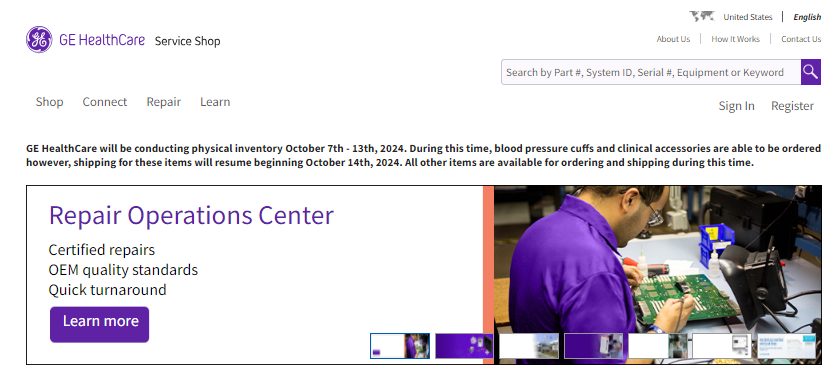 United States | English
About Us | How It Works | Contact Us
GE HealthCare Service Shop
Search by Part #, System ID, Serial #, Equipment or Keyword
Shop Connect Repair Learn
Sign In Register
GE HealthCare will be conducting physical inventory October 7th - 13th, 2024. During this time, blood pressure cuffs and clinical accessories are able to be ordered
however, shipping for these items will resume beginning October 14th, 2024. All other items are available for ordering and shipping during this time.
Repair Operations Center
Certified repairs
OEM quality standards
Quick turnaround
Learn more